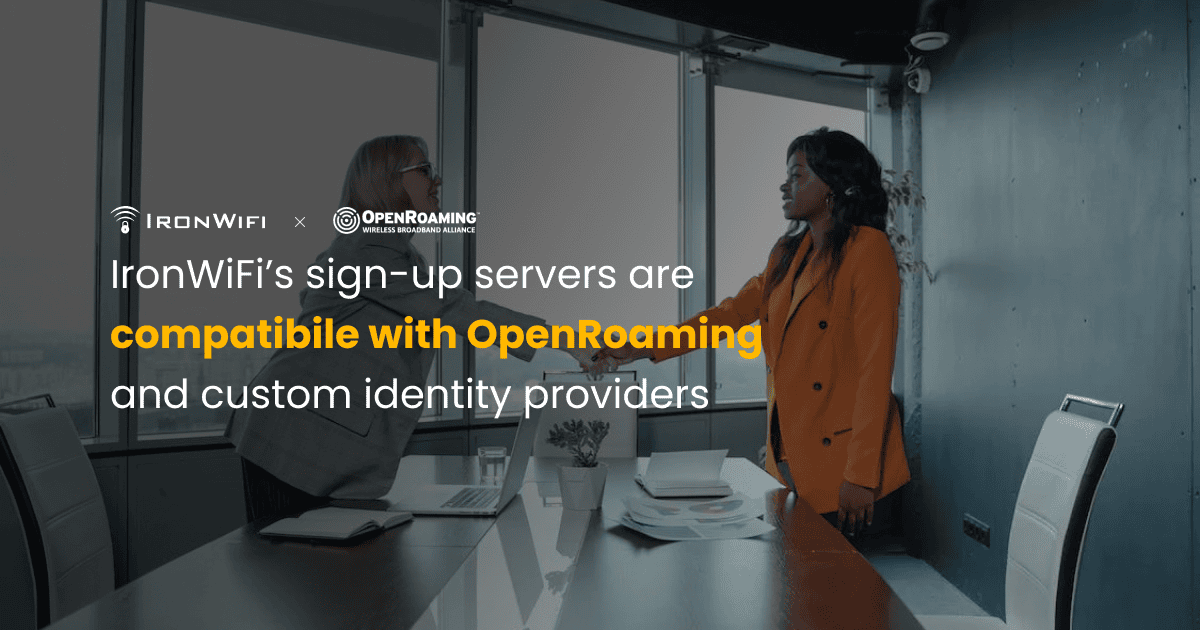 IRONWIFI × OPENROAMING™
WIRELESS BROADBAND ALLIANCE
IronWiFi’s sign-up servers are
compatibile with OpenRoaming
and custom identity providers